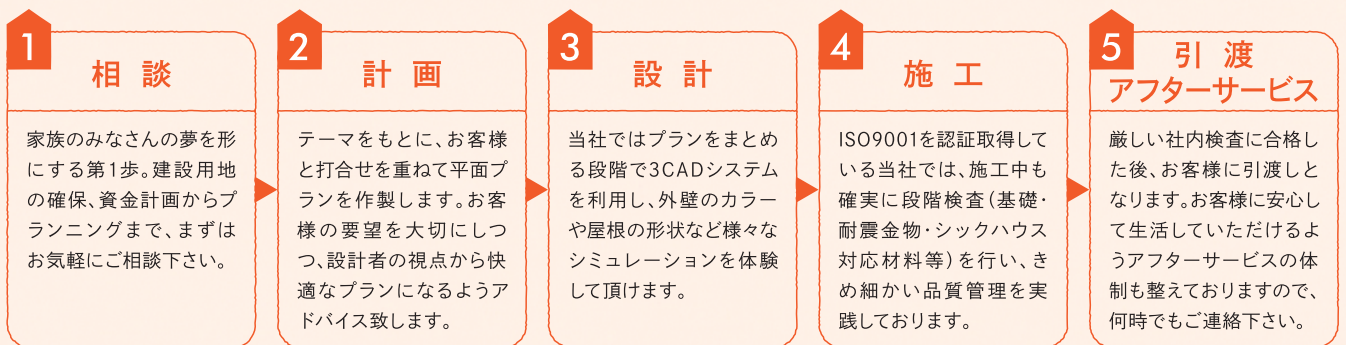 1
相談
家族のみなさんの夢を形
にする第1歩。建設用地
の確保、資金計画からプ
ランニングまで、まずは
お気軽にご相談下さい。
2
計画
テーマをもとに、お客様
と打合せを重ねて平面プ
ランを作製します。お客
様の要望を大切にしつ
つ、設計者の視点から快
適なプランになるようア
ドバイス致します。
3
設計
当社ではプランをまとめ
る段階で3CADシステム
を利用し、外壁のカラー
や屋根の形状など様々な
シミュレーションを体験
して頂けます。
4
施工
ISO9001を認証取得して
いる当社では、施工中も
確実に段階検査(基礎・
耐震金物・シックハウス
対応材料等)を行い、き
め細かい品質管理を実
践しております。
5
引渡
アフターサービス
厳しい社内検査に合格し
た後、お客様に引渡しと
なります。お客様に安心し
て生活していただけるよ
うアフターサービスの体
制も整えておりますので、
何時でもご連絡下さい。